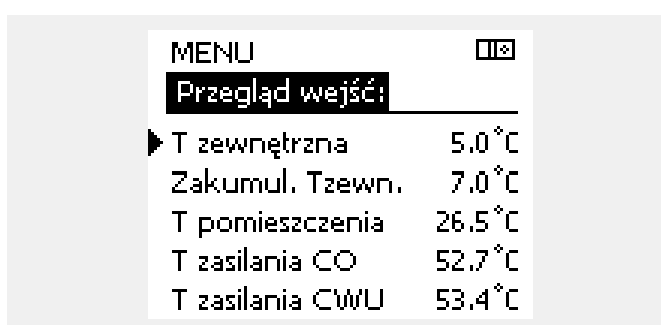 MENU
Przegląd wejść:
T zewnętrzna 5.0°C
Zakumul. Tzewn. 7.0°C
T pomieszczenia 26.5°C
T zasilania CO 52.7°C
T zasilania CWU 53.4°C